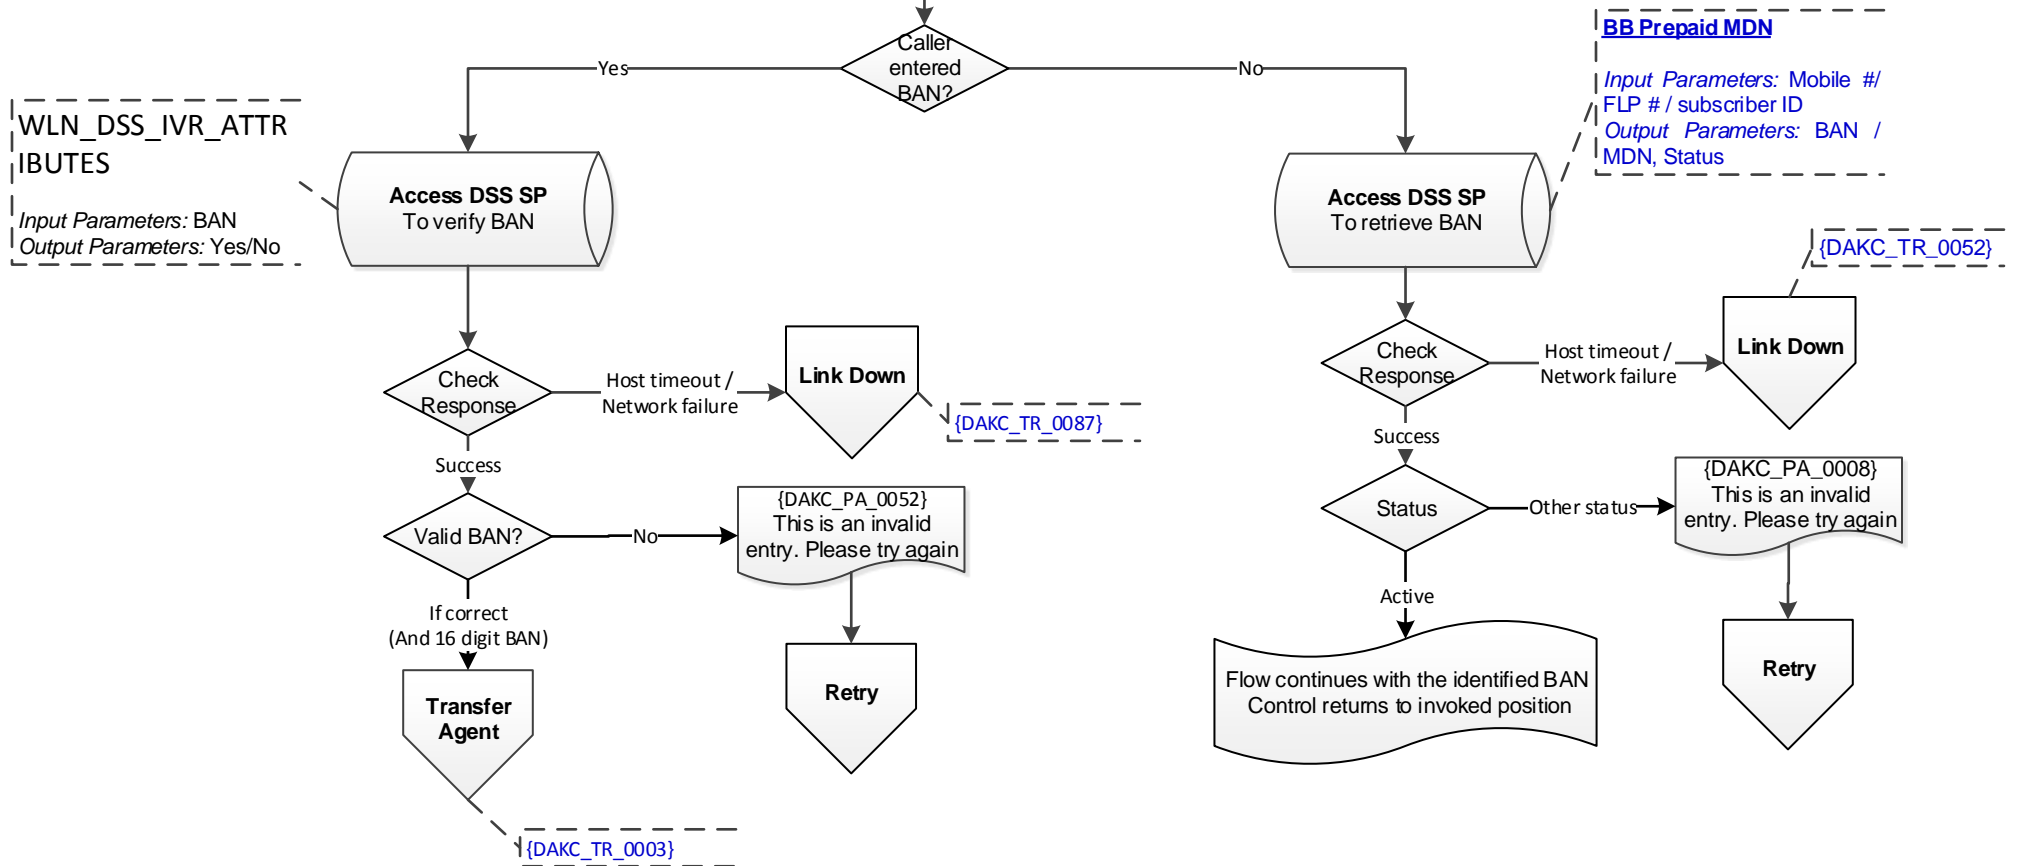 Caller
entered
BAN?
Yes
No
BB Prepaid MDN
Input Parameters: Mobile #/
FLP # / subscriber ID
Output Parameters: BAN /
MDN, Status
WLN_DSS_IVR_ATTR
IBUTES
Input Parameters: BAN
Output Parameters: Yes/No
Access DSS SP
To verify BAN
Access DSS SP
To retrieve BAN
{DAKC_TR_0052}
Check
Response
Host timeout /
Network failure
Link Down
{DAKC_TR_0087}
Check
Response
Host timeout /
Network failure
Link Down
Success
Valid BAN?
No
{DAKC_PA_0052}
This is an invalid
entry. Please try again
Retry
If correct
(And 16 digit BAN)
Transfer
Agent
{DAKC_TR_0003}
Success
Status
Other status
{DAKC_PA_0008}
This is an invalid
entry. Please try again
Retry
Active
Flow continues with the identified BAN
Control returns to invoked position